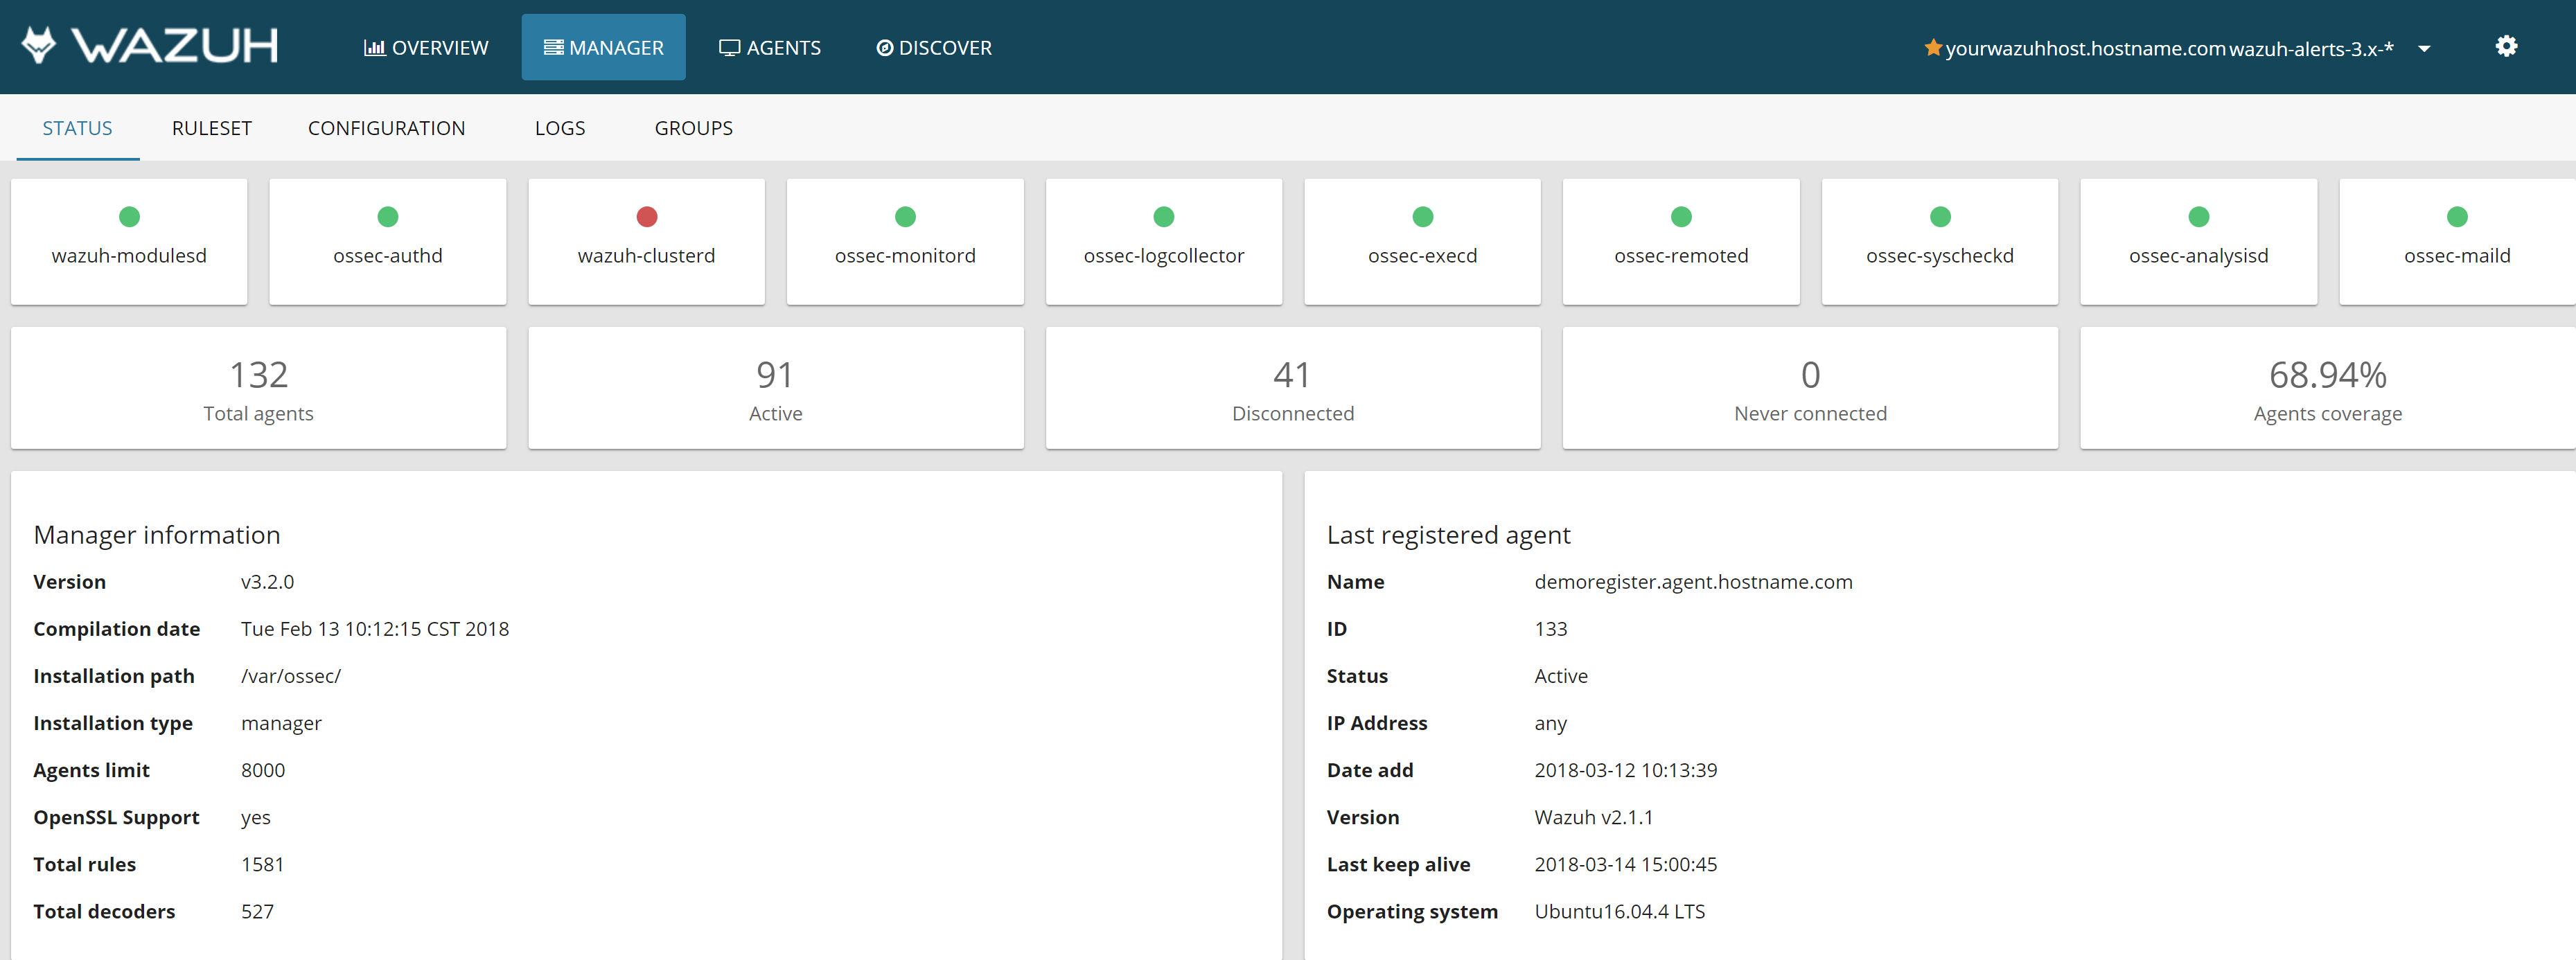 WAZUH OVERVIEW MANAGER AGENTS DISCOVER yourwazuhhost.hostname.com wazuh-alerts-3.x-*
STATUS RULESET CONFIGURATION LOGS GROUPS
wazuh-modulesd ossec-authd wazuh-clusterd ossec-monitord ossec-logcollector ossec-execd ossec-remoted ossec-syscheckd ossec-analysisd ossec-maild
132 91 41 0 68.94%
Total agents Active Disconnected Never connected Agents coverage
Manager information
Version v3.2.0
Compilation date Tue Feb 13 10:12:15 CST 2018
Installation path /var/ossec/
Installation type manager
Agents limit 8000
OpenSSL Support yes
Total rules 1581
Total decoders 527
Last registered agent
Name demoregister.agent.hostname.com
ID 133
Status Active
IP Address any
Date add 2018-03-12 10:13:39
Version Wazuh v2.1.1
Last keep alive 2018-03-14 15:00:45
Operating system Ubuntu16.04.4 LTS